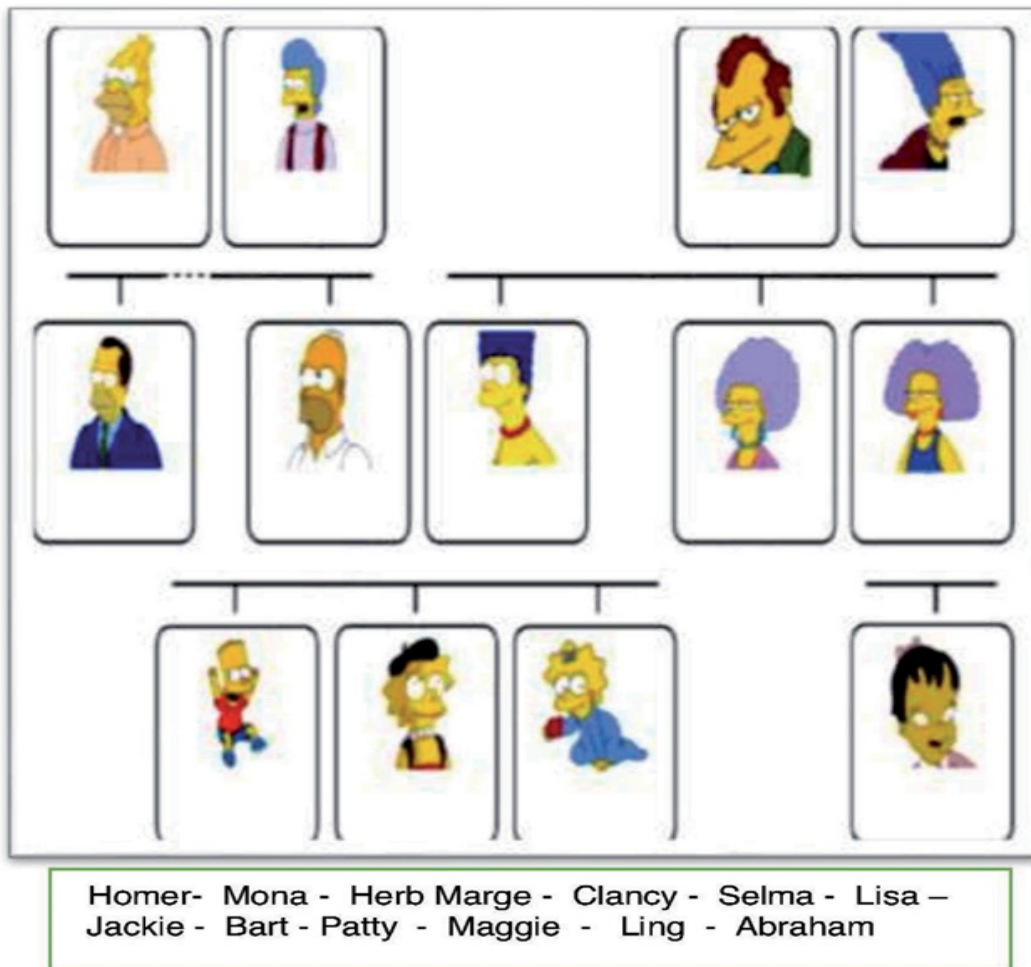 Homer- Mona - Herb Marge - Clancy - Selma - Lisa –
Jackie - Bart - Patty - Maggie - Ling - Abraham